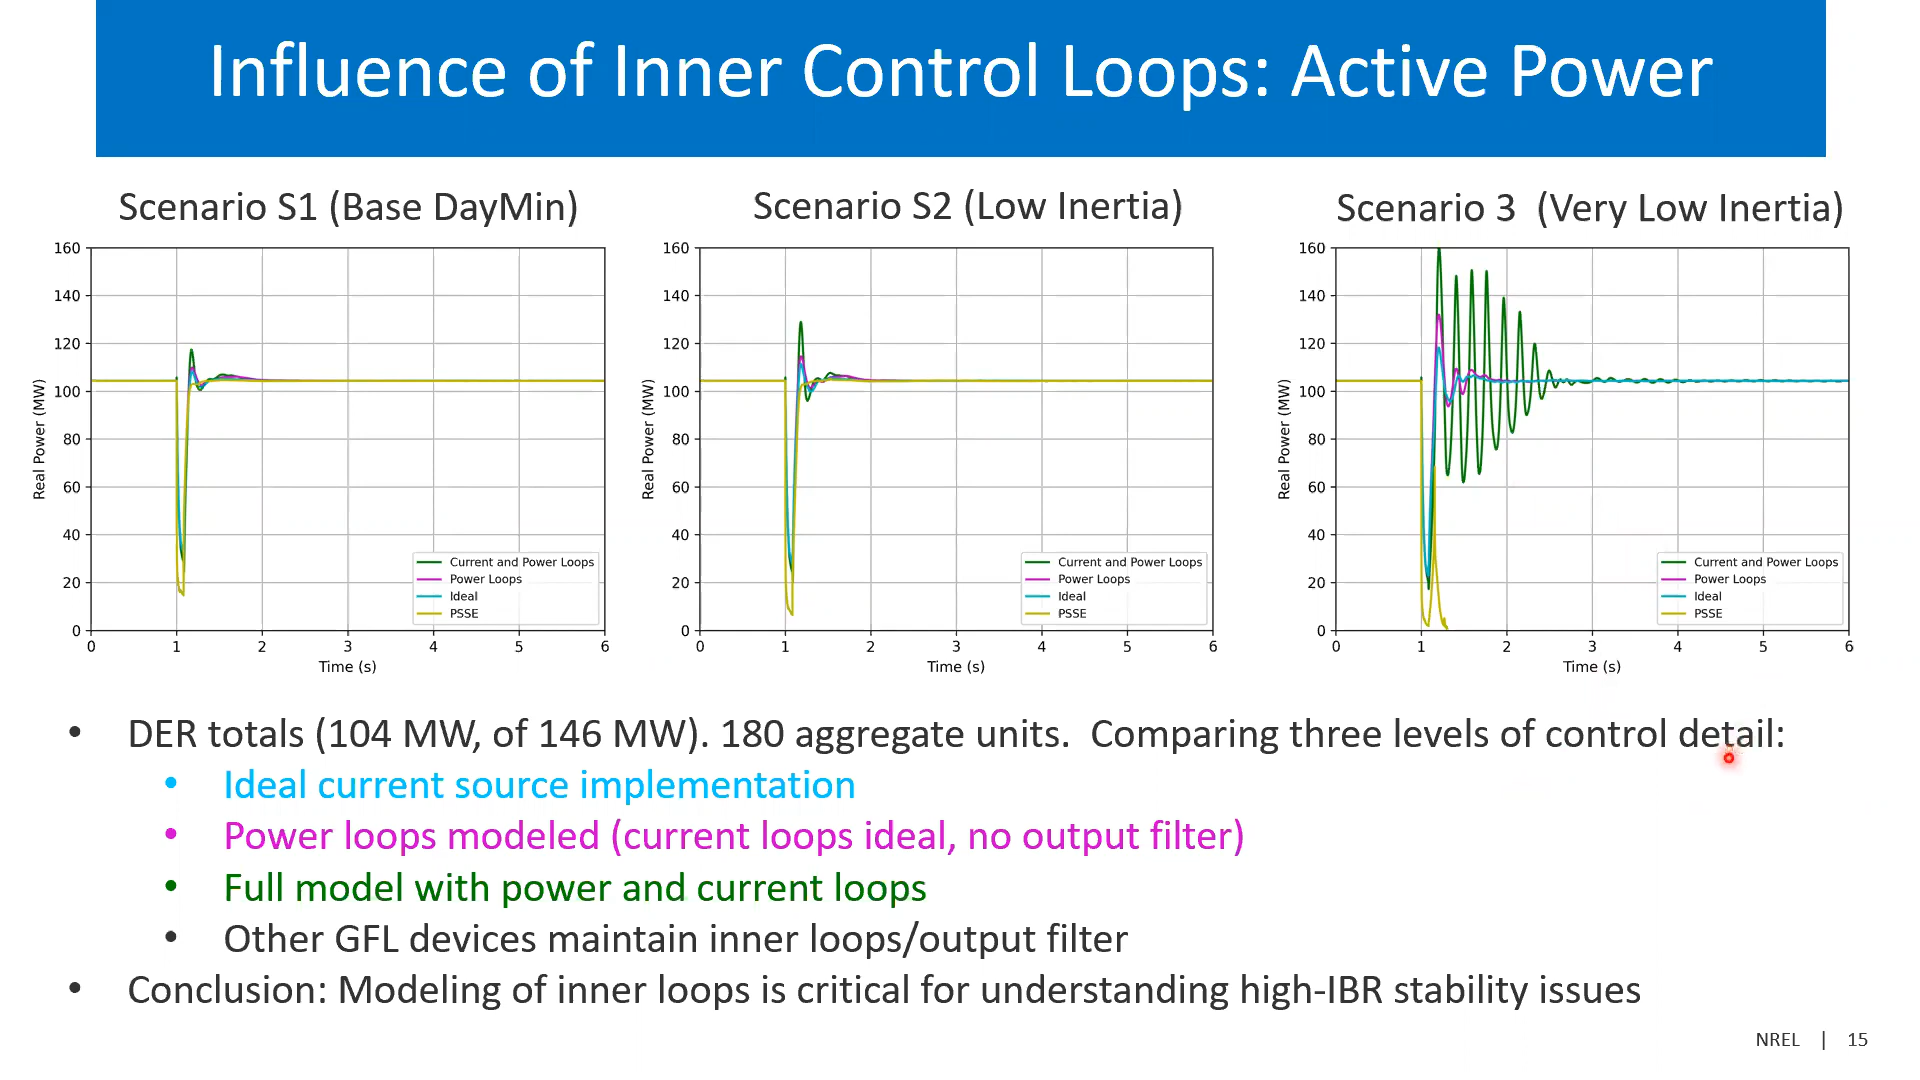 Influence of Inner Control Loops: Active Power
Scenario S1 (Base DayMin)
160
140
120
100
80
60
40
20
0
Real Power (MW)
0 1 2 3 4 5 6
Time (s)
Current and Power Loops
Power Loops
Ideal
PSSE
Scenario S2 (Low Inertia)
160
140
120
100
80
60
40
20
0
Real Power (MW)
0 1 2 3 4 5 6
Time (s)
Current and Power Loops
Power Loops
Ideal
PSSE
Scenario 3 (Very Low Inertia)
160
140
120
100
80
60
40
20
0
Real Power (MW)
0 1 2 3 4 5 6
Time (s)
Current and Power Loops
Power Loops
Ideal
PSSE
• DER totals (104 MW, of 146 MW). 180 aggregate units. Comparing three levels of control detail:
• Ideal current source implementation
• Power loops modeled (current loops ideal, no output filter)
• Full model with power and current loops
• Other GFL devices maintain inner loops/output filter
• Conclusion: Modeling of inner loops is critical for understanding high-IBR stability issues
NREL | 15